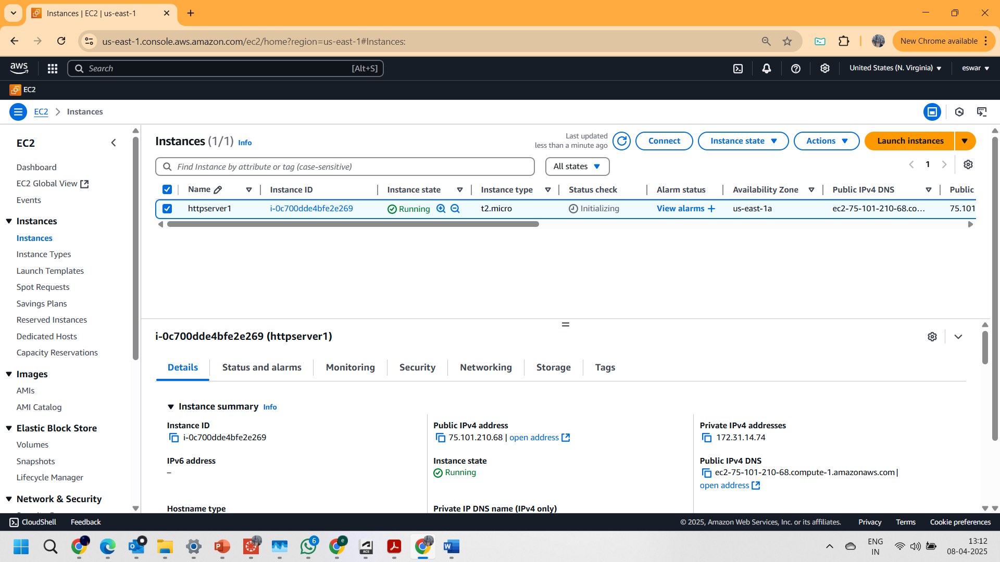 Instances | EC2 | us-east-1
us-east-1.console.aws.amazon.com/ec2/home?region=us-east-1#Instances:
New Chrome available
aws
Search
[Alt+S]
United States (N. Virginia)
eswar
EC2
EC2
Instances
EC2
Dashboard
EC2 Global View
Events
Instances
Instances
Instance Types
Launch Templates
Spot Requests
Savings Plans
Reserved Instances
Dedicated Hosts
Capacity Reservations
Images
AMIs
AMI Catalog
Elastic Block Store
Volumes
Snapshots
Lifecycle Manager
Network & Security
Instances (1/1) Info
Last updated
less than a minute ago
Connect
Instance state
Actions
Launch instances
Find Instance by attribute or tag (case-sensitive)
All states
1
Name Instance ID Instance state Instance type Status check Alarm status Availability Zone Public IPv4 DNS Public
httpserver1 i-0c700dde4bfe2e269 Running t2.micro Initializing View alarms + us-east-1a ec2-75-101-210-68.co... 75.101
i-0c700dde4bfe2e269 (httpserver1)
Details Status and alarms Monitoring Security Networking Storage Tags
Instance summary Info
Instance ID
i-0c700dde4bfe2e269
Public IPv4 address
75.101.210.68 | open address
Private IPv4 addresses
172.31.14.74
IPv6 address
–
Instance state
Running
Public IPv4 DNS
ec2-75-101-210-68.compute-1.amazonaws.com |
open address
Hostname type
Private IP DNS name (IPv4 only)
CloudShell
Feedback
© 2025, Amazon Web Services, Inc. or its affiliates.
Privacy
Terms
Cookie preferences
6
e
ACS
ENG
IN
13:12
08-04-2025